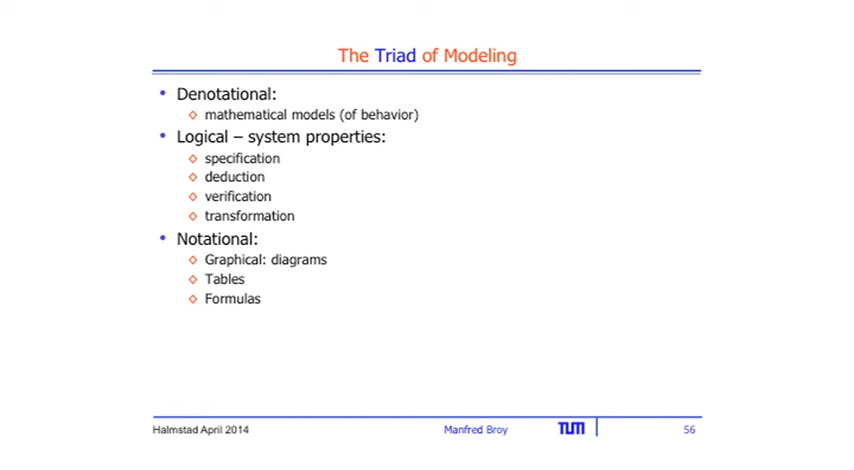 The Triad of Modeling
• Denotational:
◇ mathematical models (of behavior)
• Logical – system properties:
◇ specification
◇ deduction
◇ verification
◇ transformation
• Notational:
◇ Graphical: diagrams
◇ Tables
◇ Formulas
Halmstad April 2014 Manfred Broy TUM 56